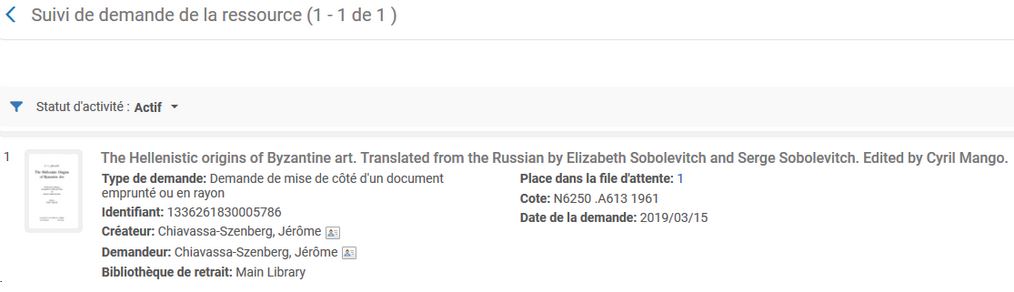 Suivi de demande de la ressource (1 - 1 de 1 )
Statut d'activité : Actif
1
The Hellenistic origins of Byzantine art. Translated from the Russian by Elizabeth Sobolevitch and Serge Sobolevitch. Edited by Cyril Mango.
Type de demande: Demande de mise de côté d'un document
emprunté ou en rayon
Identifiant: 1336261830005786
Créateur: Chiavassa-Szenberg, Jérôme
Demandeur: Chiavassa-Szenberg, Jérôme
Bibliothèque de retrait: Main Library
Place dans la file d'attente: 1
Cote: N6250 .A613 1961
Date de la demande: 2019/03/15